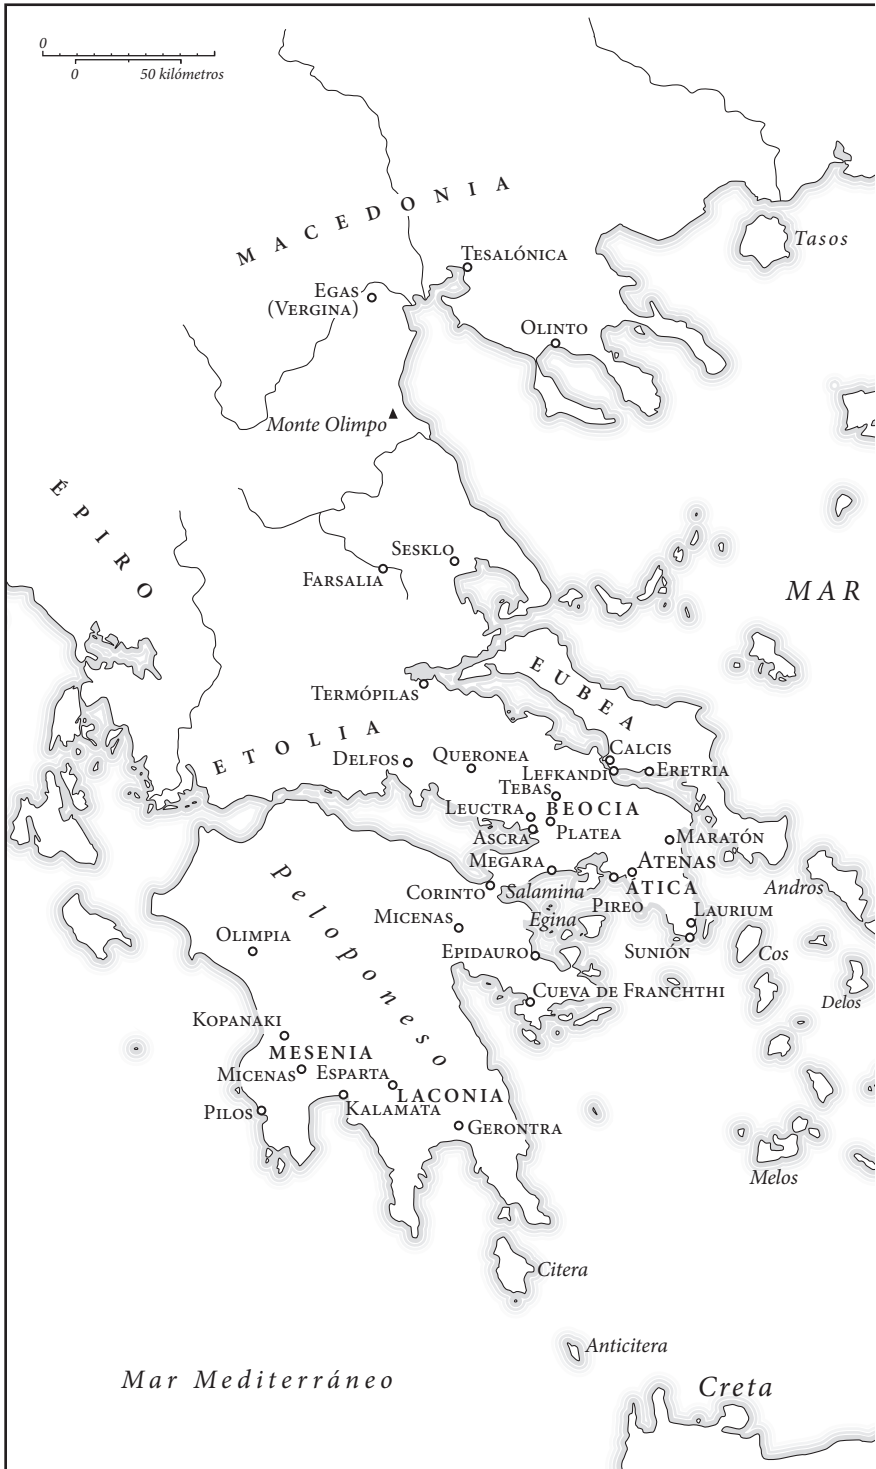 0
0 50 kilómetros
MACEDONIA
Tasos
Tesalónica
Egas
(Vergina)
Olinto
Monte Olimpo
ÉPIRO
Sesklo
Farsalia
MAR
EUBEA
Termópilas
ETOLIA
Calcis
Delfos
Queronea
Lefkandi
Eretria
Tebas
Leuctra
BEOCIA
Ascra
Platea
Maratón
Megara
Atenas
Corinto
Salamina
ÁTICA
Andros
Pireo
Peloponeso
Micenas
Egina
Laurium
Olimpia
Epidauro
Sunión
Cos
Cueva de Franchthi
Delos
Kopanaki
MESENIA
Micenas
Esparta
LACONIA
Pilos
Kalamata
Gerontra
Melos
Citera
Anticitera
Mar Mediterráneo
Creta